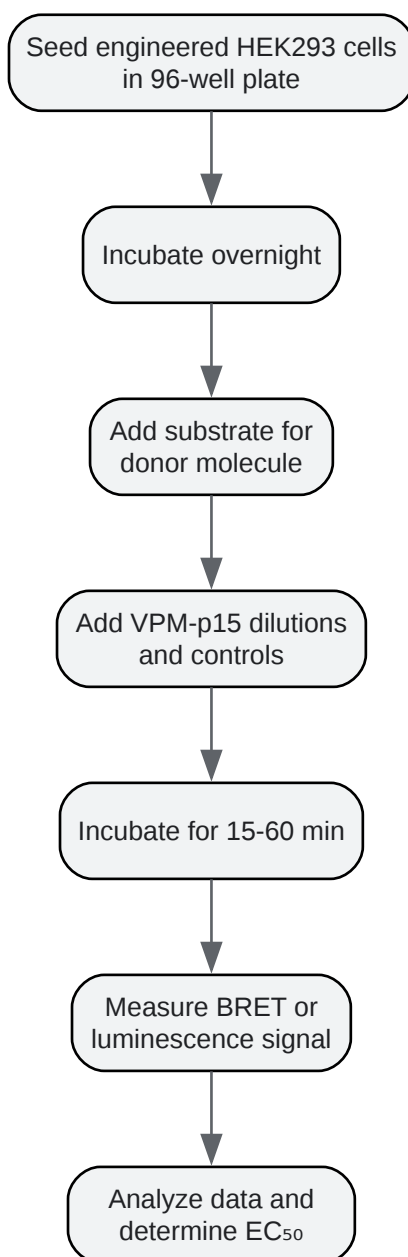 Seed engineered HEK293 cells
in 96-well plate
Incubate overnight
Add substrate for
donor molecule
Add VPM-p15 dilutions
and controls
Incubate for 15-60 min
Measure BRET or
luminescence signal
Analyze data and
determine EC₅₀